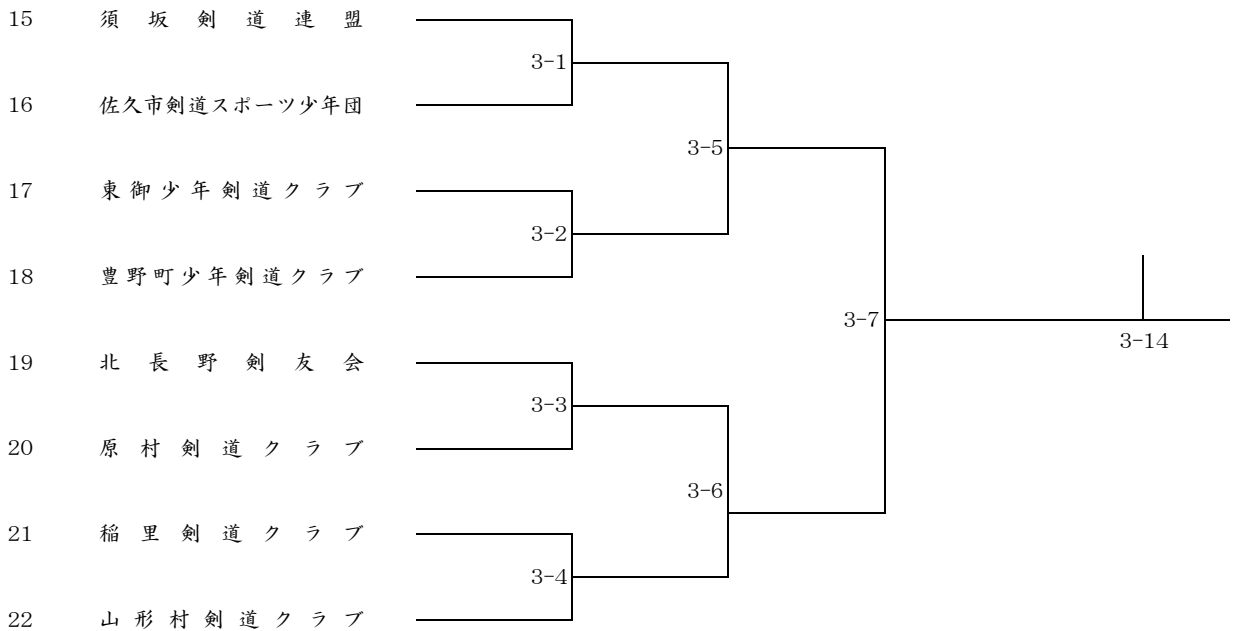 15 須坂剣道連盟
3-1
16 佐久市剣道スポーツ少年団
3-5
17 東御少年剣道クラブ
3-2
18 豊野町少年剣道クラブ
3-7
3-14
19 北長野剣友会
3-3
20 原村剣道クラブ
3-6
21 稲里剣道クラブ
3-4
22 山形村剣道クラブ